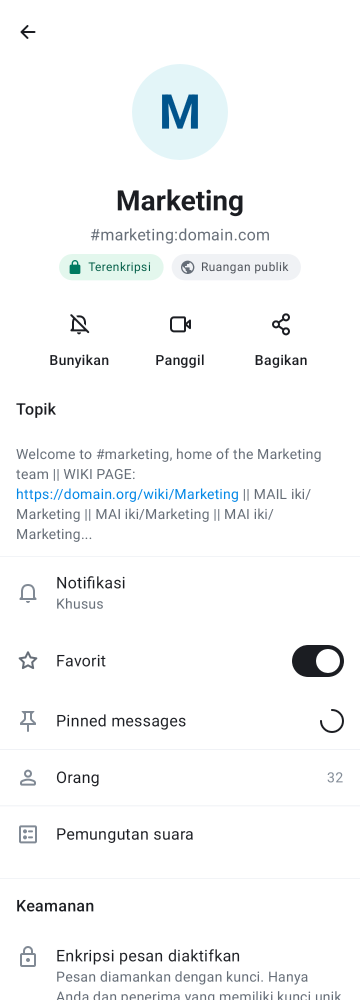 M
Marketing
#marketing:domain.com
Terenkripsi Ruangan publik
Bunyikan Panggil Bagikan
Topik
Welcome to #marketing, home of the Marketing
team || WIKI PAGE:
https://domain.org/wiki/Marketing || MAIL iki/
Marketing || MAI iki/Marketing || MAI iki/
Marketing...
Notifikasi
Khusus
Favorit
Pinned messages
Orang 32
Pemungutan suara
Keamanan
Enkripsi pesan diaktifkan
Pesan diamankan dengan kunci. Hanya
Anda dan penerima yang memiliki kunci unik